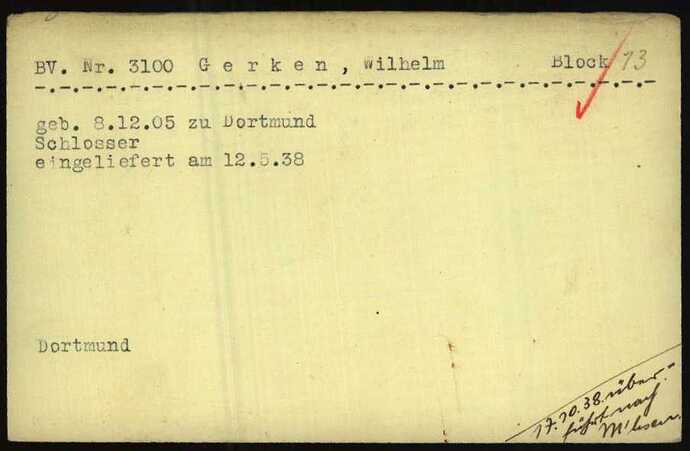 BV. Nr. 3100 G e r k e n , Wilhelm Block 13
-.-.-.-.-.-.-.-.-.-.-.-.-.-.-.-.-.-.-.-.-.-.-.-
geb. 8.12.05 zu Dortmund
Schlosser
eingeliefert am 12.5.38
Dortmund
17.10.38. über-
führt nach
M'hsen.